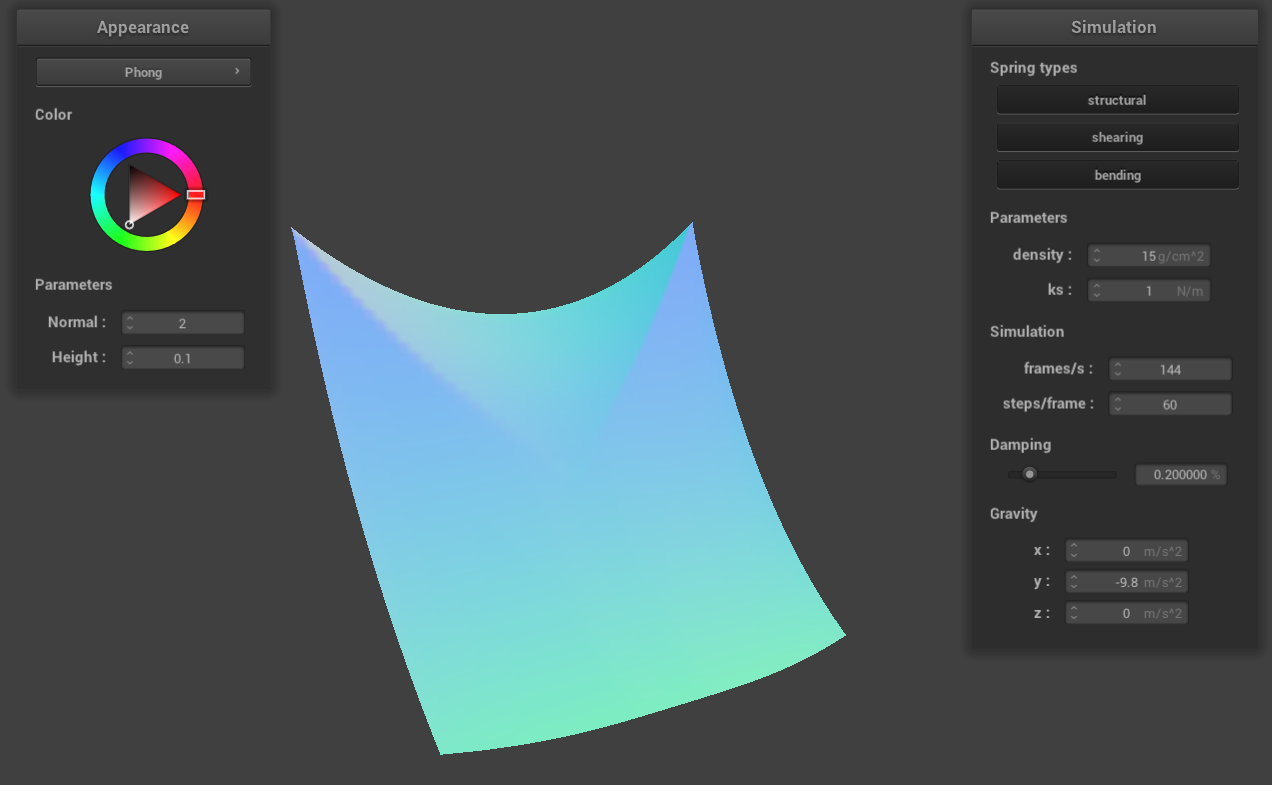 Appearance
Phong
Color
Parameters
Normal : 2
Height : 0.1
Simulation
Spring types
structural
shearing
bending
Parameters
density : 15 g/cm^2
ks : 1 N/m
Simulation
frames/s : 144
steps/frame : 60
Damping
0.200000 %
Gravity
x : 0 m/s^2
y : -9.8 m/s^2
z : 0 m/s^2